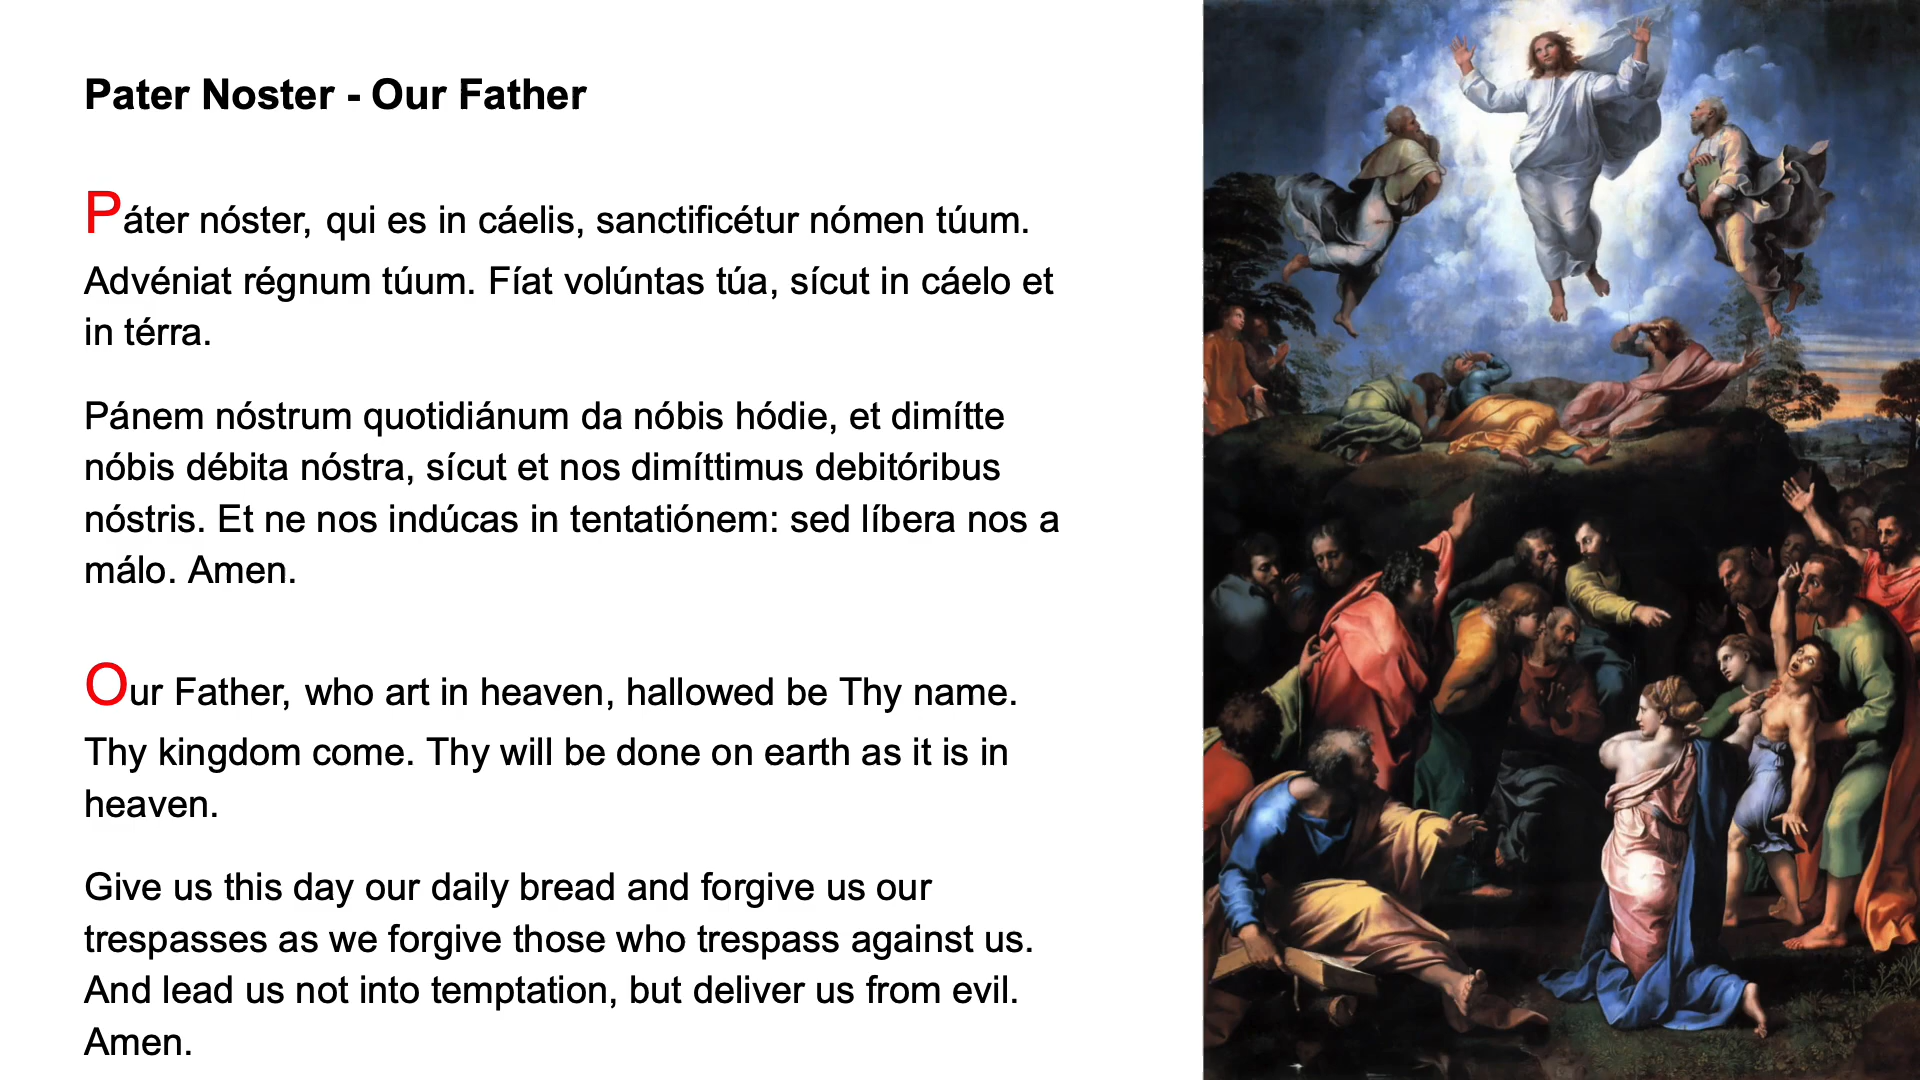 Pater Noster - Our Father
Páter nóster, qui es in cáelis, sanctificétur nómen túum.
Advéniat régnum túum. Fíat volúntas túa, sícut in cáelo et
in térra.
Pánem nóstrum quotidiánum da nóbis hódie, et dimítte
nóbis débita nóstra, sícut et nos dimíttimus debitóribus
nóstris. Et ne nos indúcas in tentatiónem: sed líbera nos a
málo. Amen.
Our Father, who art in heaven, hallowed be Thy name.
Thy kingdom come. Thy will be done on earth as it is in
heaven.
Give us this day our daily bread and forgive us our
trespasses as we forgive those who trespass against us.
And lead us not into temptation, but deliver us from evil.
Amen.